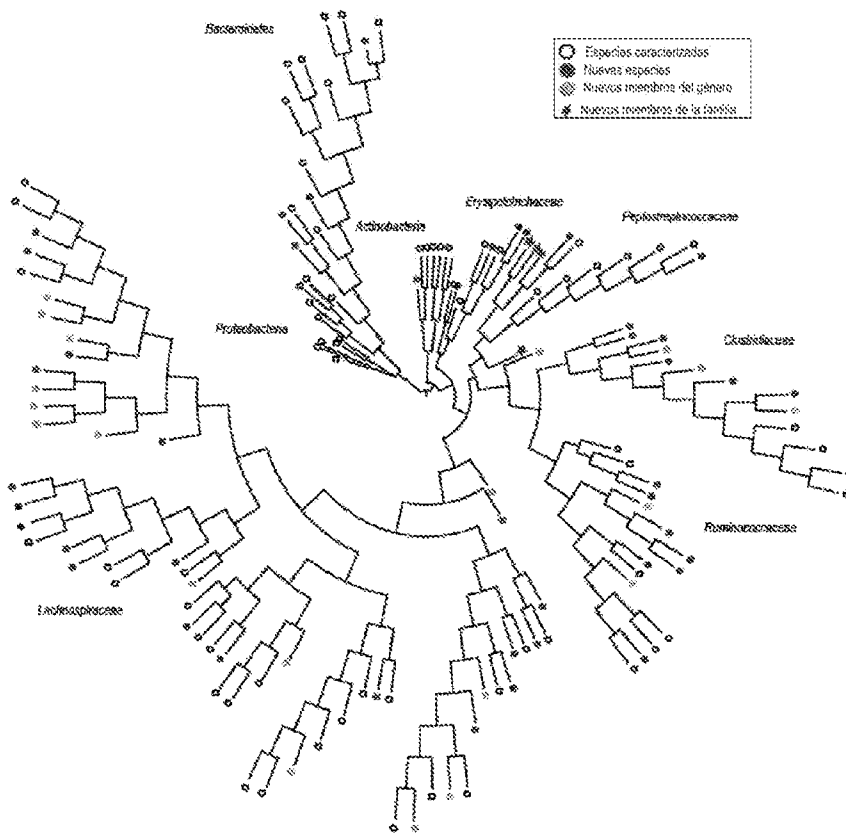 Bacteroidetes
Especies caracterizadas
Nuevas especies
Nuevos miembros del género
Nuevos miembros de la familia
Actinobacteria
Erysipelotrichaceae
Peptostreptococcaceae
Proteobacteria
Clostridiaceae
Ruminococcaceae
Lachnospiraceae